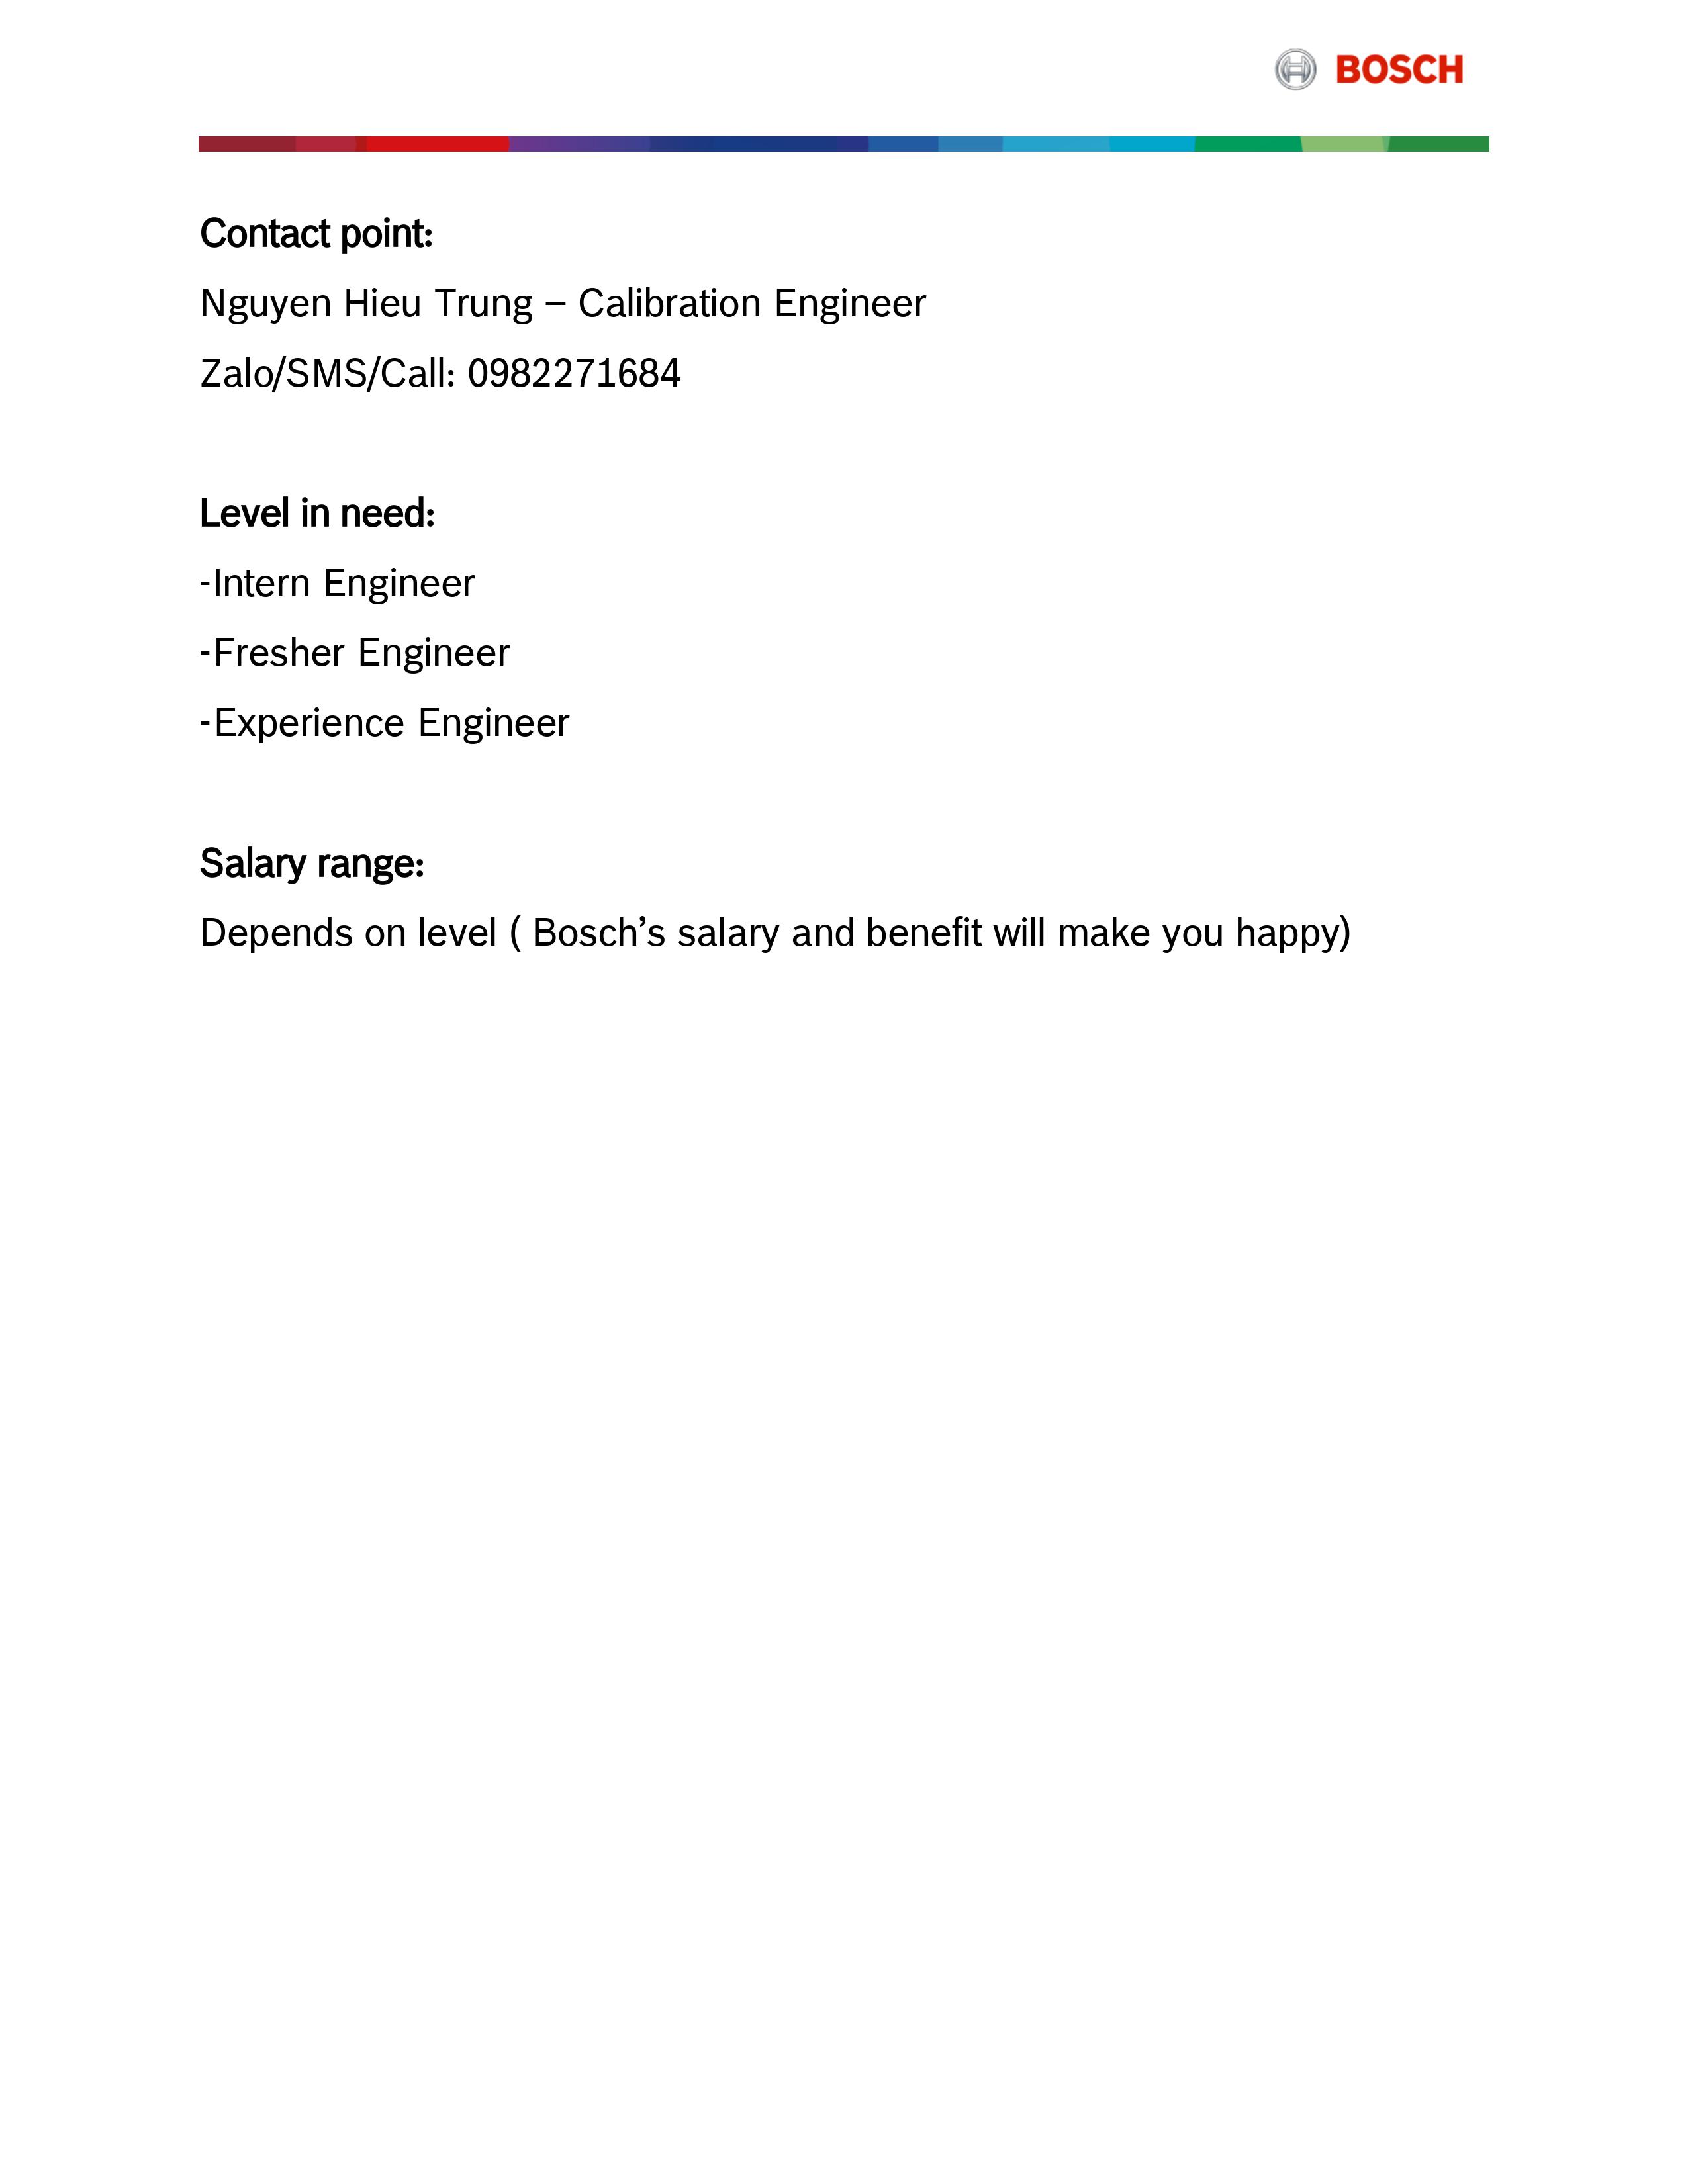 BOSCH
Contact point:
Nguyen Hieu Trung – Calibration Engineer
Zalo/SMS/Call: 0982271684
Level in need:
-Intern Engineer
-Fresher Engineer
-Experience Engineer
Salary range:
Depends on level ( Bosch’s salary and benefit will make you happy)